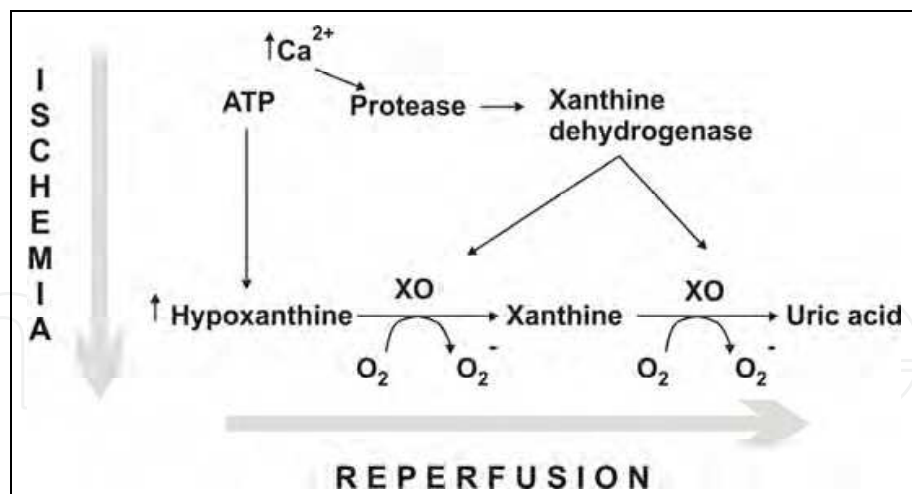 ISCHEMIA
↑Ca²⁺
ATP
Protease
Xanthine
dehydrogenase
XO
XO
↑ Hypoxanthine
Xanthine
Uric acid
O₂
O₂⁻
O₂
O₂⁻
REPERFUSION